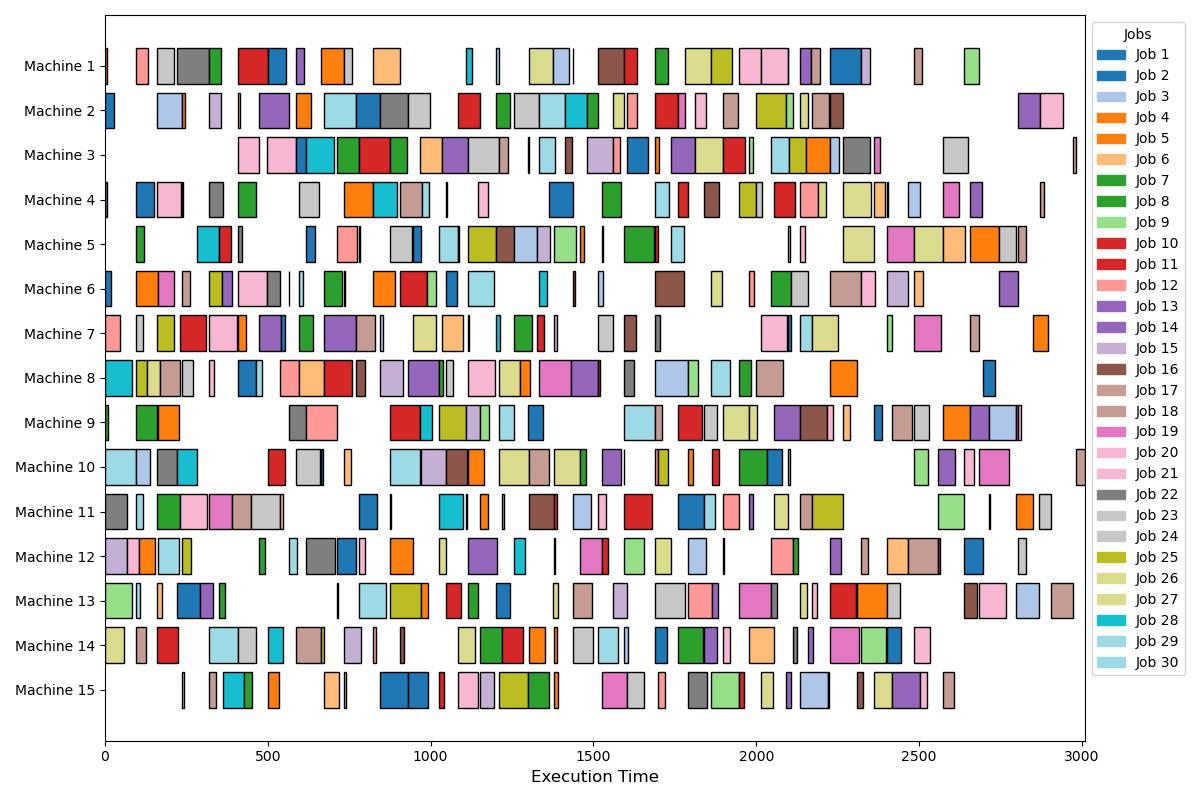 Machine 1
Machine 2
Machine 3
Machine 4
Machine 5
Machine 6
Machine 7
Machine 8
Machine 9
Machine 10
Machine 11
Machine 12
Machine 13
Machine 14
Machine 15
0 500 1000 1500 2000 2500 3000
Execution Time
Jobs
Job 1
Job 2
Job 3
Job 4
Job 5
Job 6
Job 7
Job 8
Job 9
Job 10
Job 11
Job 12
Job 13
Job 14
Job 15
Job 16
Job 17
Job 18
Job 19
Job 20
Job 21
Job 22
Job 23
Job 24
Job 25
Job 26
Job 27
Job 28
Job 29
Job 30